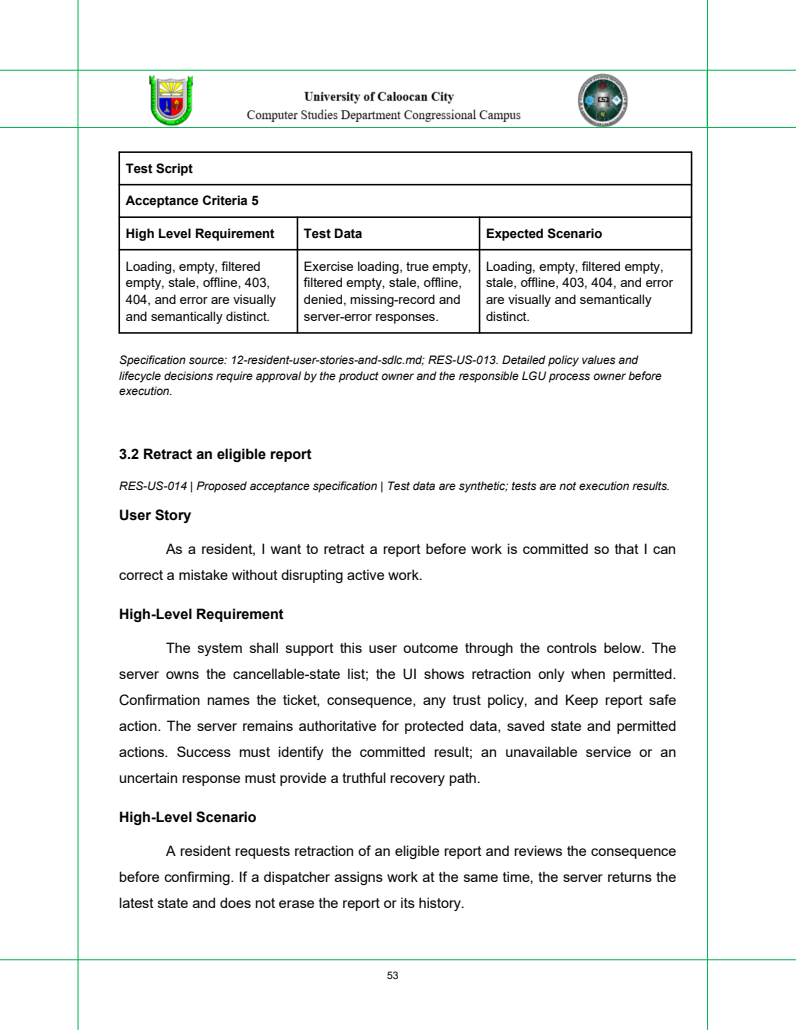 University of Caloocan City
Computer Studies Department Congressional Campus
Test Script
Acceptance Criteria 5
High Level Requirement
Test Data
Expected Scenario
Loading, empty, filtered
empty, stale, offline, 403,
404, and error are visually
and semantically distinct.
Exercise loading, true empty,
filtered empty, stale, offline,
denied, missing-record and
server-error responses.
Loading, empty, filtered empty,
stale, offline, 403, 404, and error
are visually and semantically
distinct.
Specification source: 12-resident-user-stories-and-sdlc.md; RES-US-013. Detailed policy values and
lifecycle decisions require approval by the product owner and the responsible LGU process owner before
execution.
3.2 Retract an eligible report
RES-US-014 | Proposed acceptance specification | Test data are synthetic; tests are not execution results.
User Story
As a resident, I want to retract a report before work is committed so that I can
correct a mistake without disrupting active work.
High-Level Requirement
The system shall support this user outcome through the controls below. The
server owns the cancellable-state list; the UI shows retraction only when permitted.
Confirmation names the ticket, consequence, any trust policy, and Keep report safe
action. The server remains authoritative for protected data, saved state and permitted
actions. Success must identify the committed result; an unavailable service or an
uncertain response must provide a truthful recovery path.
High-Level Scenario
A resident requests retraction of an eligible report and reviews the consequence
before confirming. If a dispatcher assigns work at the same time, the server returns the
latest state and does not erase the report or its history.
53